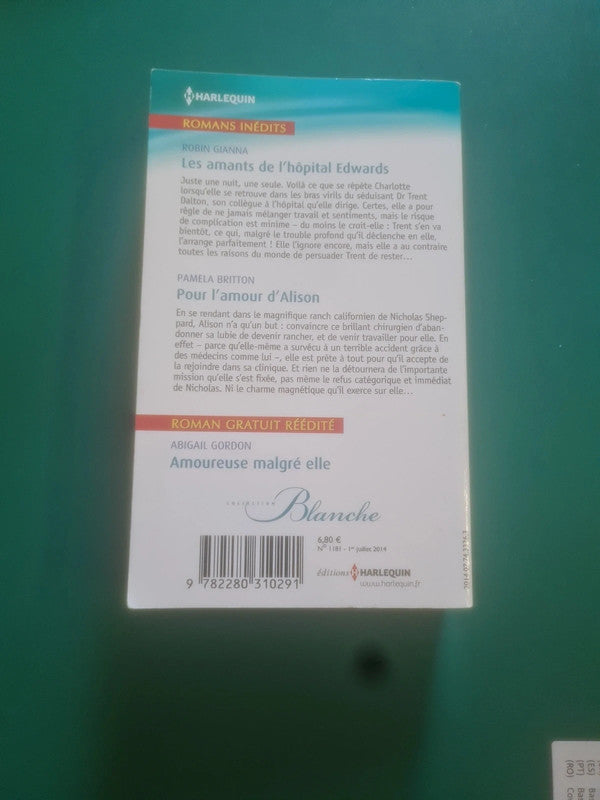 HARLEQUIN
ROMANS INÉDITS
ROBIN GIANNA
Les amants de l'hôpital Edwards
Juste une nuit, une seule. Voilà ce que se répète Charlotte
lorsqu'elle se retrouve dans les bras virils du séduisant Dr Trent
Dalton, son collègue à l'hôpital qu'elle dirige. Certes, elle a pour
règle de ne jamais mélanger travail et sentiments, mais le risque
de complication est minime – du moins le croit-elle : Trent s'en va
bientôt, ce qui, malgré le trouble profond qu'il déclenche en elle,
l'arrange parfaitement ! Elle l'ignore encore, mais elle a au contraire
toutes les raisons du monde de persuader Trent de rester...
PAMELA BRITTON
Pour l'amour d'Alison
En se rendant dans le magnifique ranch californien de Nicholas Shep-
pard, Alison n'a qu'un but : convaincre ce brillant chirurgien d'aban-
donner sa lubie de devenir rancher, et de venir travailler pour elle. En
effet – parce qu'elle-même a survécu à un terrible accident grâce à
des médecins comme lui –, elle est prête à tout pour qu'il accepte de
la rejoindre dans sa clinique. Et rien ne la détournera de l'importante
mission qu'elle s'est fixée, pas même le refus catégorique et immédiat
de Nicholas. Ni le charme magnétique qu'il exerce sur elle...
ROMAN GRATUIT RÉÉDITÉ
ABIGAIL GORDON
Amoureuse malgré elle
COLLECTION Blanche
6,80 €
N° 1181 - 1er juillet 2014
9 782280 310291
éditions HARLEQUIN
www.harlequin.fr
(ES) Ba
(PT) Ba
(RO) Co